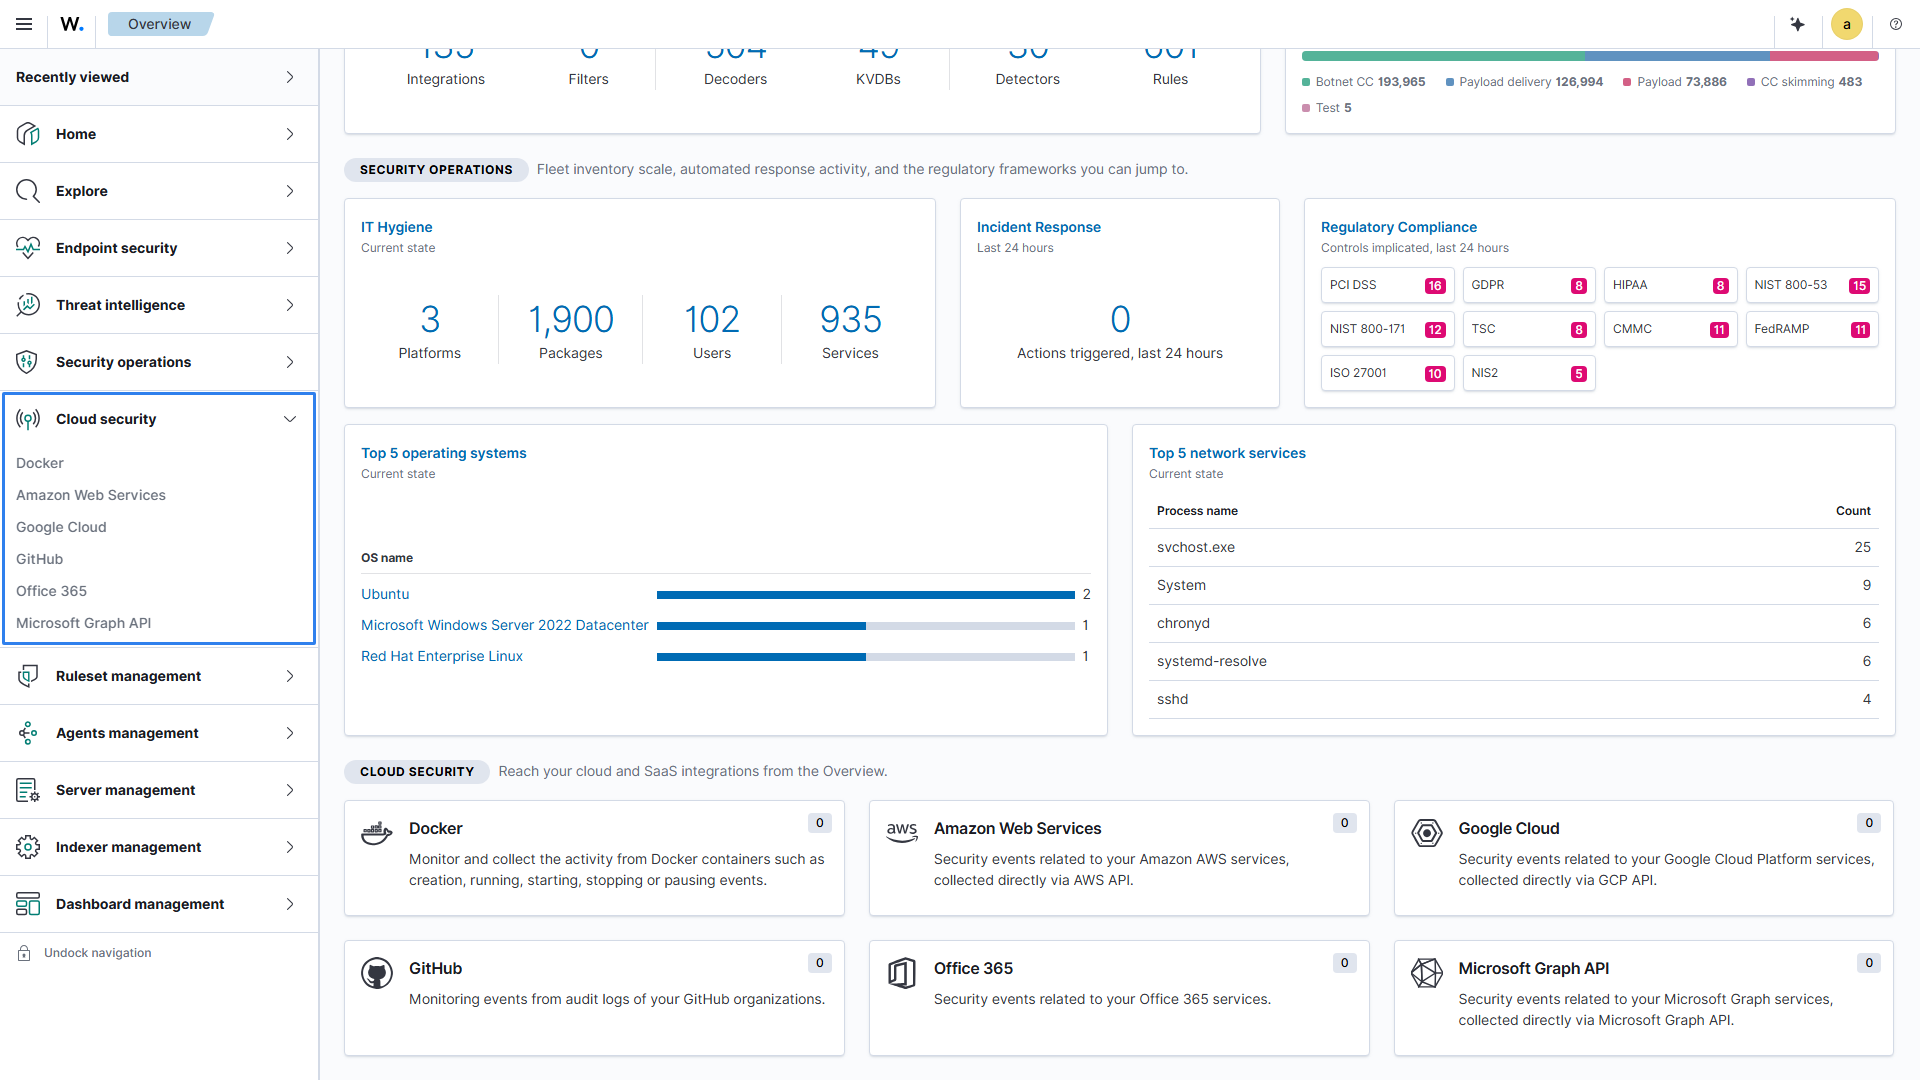 W.
Overview
a
Recently viewed
Home
Explore
Endpoint security
Threat intelligence
Security operations
Cloud security
Docker
Amazon Web Services
Google Cloud
GitHub
Office 365
Microsoft Graph API
Ruleset management
Agents management
Server management
Indexer management
Dashboard management
Undock navigation
Integrations
Filters
Decoders
KVDBs
Detectors
Rules
Botnet CC 193,965
Payload delivery 126,994
Payload 73,886
CC skimming 483
Test 5
SECURITY OPERATIONS
Fleet inventory scale, automated response activity, and the regulatory frameworks you can jump to.
IT Hygiene
Current state
3
Platforms
1,900
Packages
102
Users
935
Services
Incident Response
Last 24 hours
0
Actions triggered, last 24 hours
Regulatory Compliance
Controls implicated, last 24 hours
PCI DSS 16
GDPR 8
HIPAA 8
NIST 800-53 15
NIST 800-171 12
TSC 8
CMMC 11
FedRAMP 11
ISO 27001 10
NIS2 5
Top 5 operating systems
Current state
OS name
Ubuntu 2
Microsoft Windows Server 2022 Datacenter 1
Red Hat Enterprise Linux 1
Top 5 network services
Current state
Process name Count
svchost.exe 25
System 9
chronyd 6
systemd-resolve 6
sshd 4
CLOUD SECURITY
Reach your cloud and SaaS integrations from the Overview.
Docker 0
Monitor and collect the activity from Docker containers such as
creation, running, starting, stopping or pausing events.
aws
Amazon Web Services 0
Security events related to your Amazon AWS services,
collected directly via AWS API.
Google Cloud 0
Security events related to your Google Cloud Platform services,
collected directly via GCP API.
GitHub 0
Monitoring events from audit logs of your GitHub organizations.
Office 365 0
Security events related to your Office 365 services.
Microsoft Graph API 0
Security events related to your Microsoft Graph services,
collected directly via Microsoft Graph API.